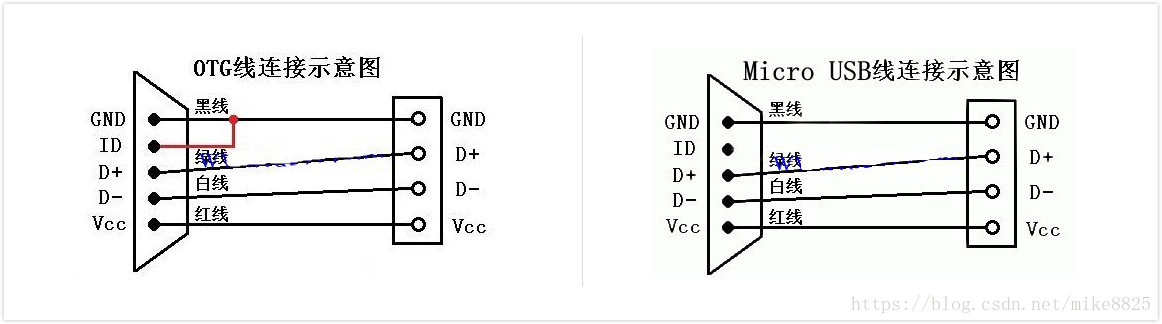 OTG线连接示意图
黑线
GND
GND
ID
绿线
D+
D+
白线
D-
D-
红线
Vcc
Vcc
Micro USB线连接示意图
黑线
GND
GND
ID
绿线
D+
D+
白线
D-
D-
红线
Vcc
Vcc
https://blog.csdn.net/mike8825